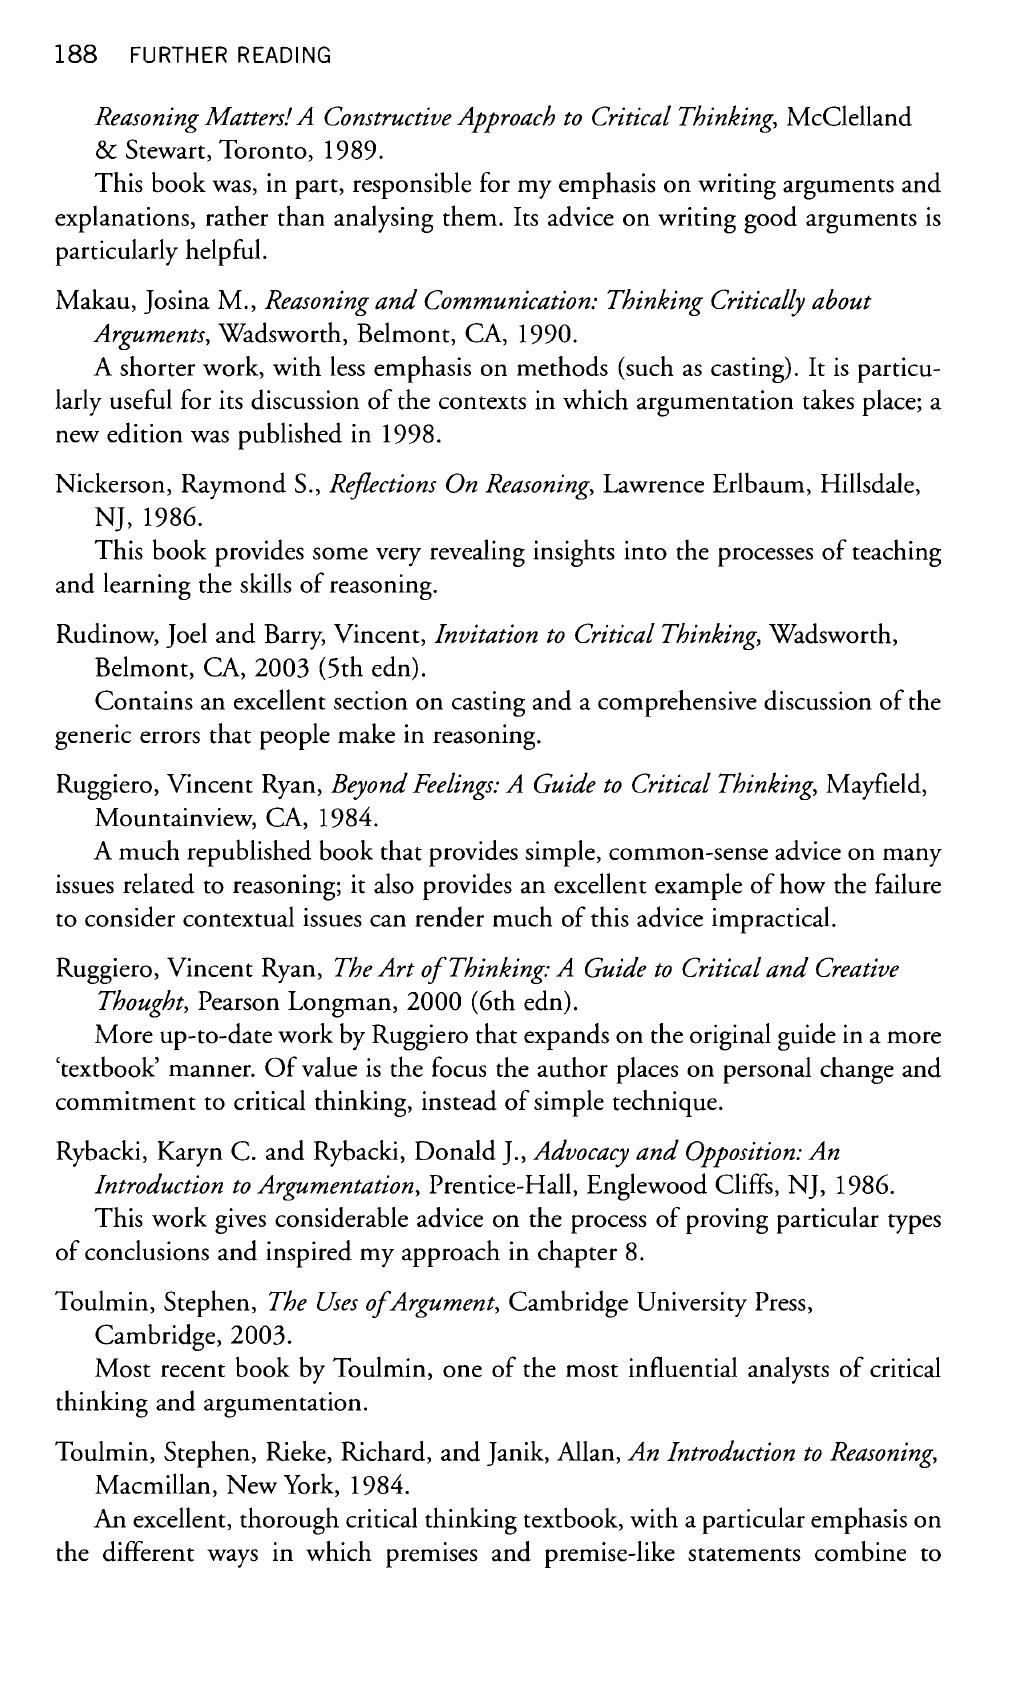 188 FURTHER READING
Reasoning Matters! A Constructive Approach to Critical Thinking, McClelland
& Stewart, Toronto, 1989.
This book was, in part, responsible for my emphasis on writing arguments and
explanations, rather than analysing them. Its advice on writing good arguments is
particularly helpful.
Makau, Josina M., Reasoning and Communication: Thinking Critically about
Arguments, Wadsworth, Belmont, CA, 1990.
A shorter work, with less emphasis on methods (such as casting). It is particu-
larly useful for its discussion of the contexts in which argumentation takes place; a
new edition was published in 1998.
Nickerson, Raymond S., Reflections On Reasoning, Lawrence Erlbaum, Hillsdale,
NJ, 1986.
This book provides some very revealing insights into the processes of teaching
and learning the skills of reasoning.
Rudinow, Joel and Barry, Vincent, Invitation to Critical Thinking, Wadsworth,
Belmont, CA, 2003 (5th edn).
Contains an excellent section on casting and a comprehensive discussion of the
generic errors that people make in reasoning.
Ruggiero, Vincent Ryan, Beyond Feelings: A Guide to Critical Thinking, Mayfield,
Mountainview, CA, 1984.
A much republished book that provides simple, common-sense advice on many
issues related to reasoning; it also provides an excellent example of how the failure
to consider contextual issues can render much of this advice impractical.
Ruggiero, Vincent Ryan, The Art of Thinking: A Guide to Critical and Creative
Thought, Pearson Longman, 2000 (6th edn).
More up-to-date work by Ruggiero that expands on the original guide in a more
‘textbook’ manner. Of value is the focus the author places on personal change and
commitment to critical thinking, instead of simple technique.
Rybacki, Karyn C. and Rybacki, Donald J., Advocacy and Opposition: An
Introduction to Argumentation, Prentice-Hall, Englewood Cliffs, NJ, 1986.
This work gives considerable advice on the process of proving particular types
of conclusions and inspired my approach in chapter 8.
Toulmin, Stephen, The Uses of Argument, Cambridge University Press,
Cambridge, 2003.
Most recent book by Toulmin, one of the most influential analysts of critical
thinking and argumentation.
Toulmin, Stephen, Rieke, Richard, and Janik, Allan, An Introduction to Reasoning,
Macmillan, New York, 1984.
An excellent, thorough critical thinking textbook, with a particular emphasis on
the different ways in which premises and premise-like statements combine to